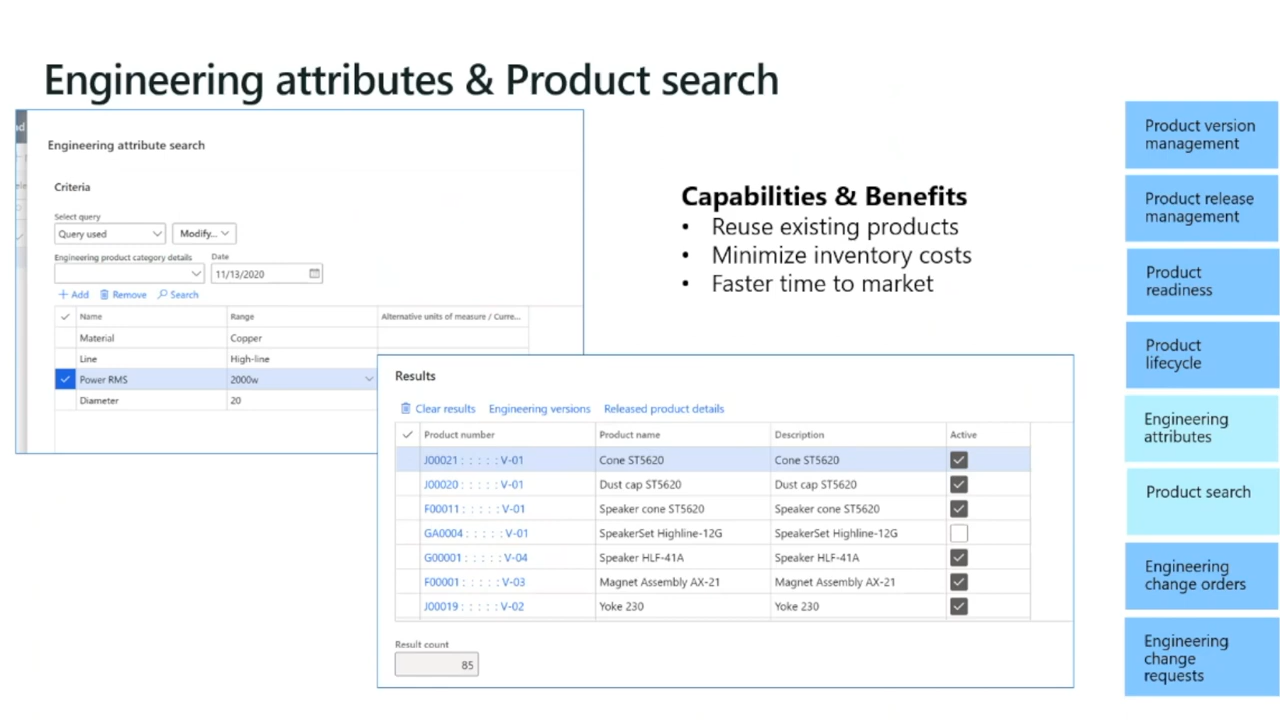 Engineering attributes & Product search
Engineering attribute search
Criteria
Select query
Query used
Modify...
Engineering product category details
Date
11/13/2020
Add
Remove
Search
Name Range Alternative units of measure / Curre...
Material Copper
Line High-line
Power RMS 2000w
Diameter 20
Capabilities & Benefits
• Reuse existing products
• Minimize inventory costs
• Faster time to market
Results
Clear results Engineering versions Released product details
Product number Product name Description Active
J00021 : : : : : V-01 Cone ST5620 Cone ST5620
J00020 : : : : : V-01 Dust cap ST5620 Dust cap ST5620
F00011 : : : : : V-01 Speaker cone ST5620 Speaker cone ST5620
GA0004 : : : : : V-01 SpeakerSet Highline-12G SpeakerSet Highline-12G
G00001 : : : : : V-04 Speaker HLF-41A Speaker HLF-41A
F00001 : : : : : V-03 Magnet Assembly AX-21 Magnet Assembly AX-21
J00019 : : : : : V-02 Yoke 230 Yoke 230
Result count
85
Product version
management
Product release
management
Product
readiness
Product
lifecycle
Engineering
attributes
Product search
Engineering
change orders
Engineering
change
requests